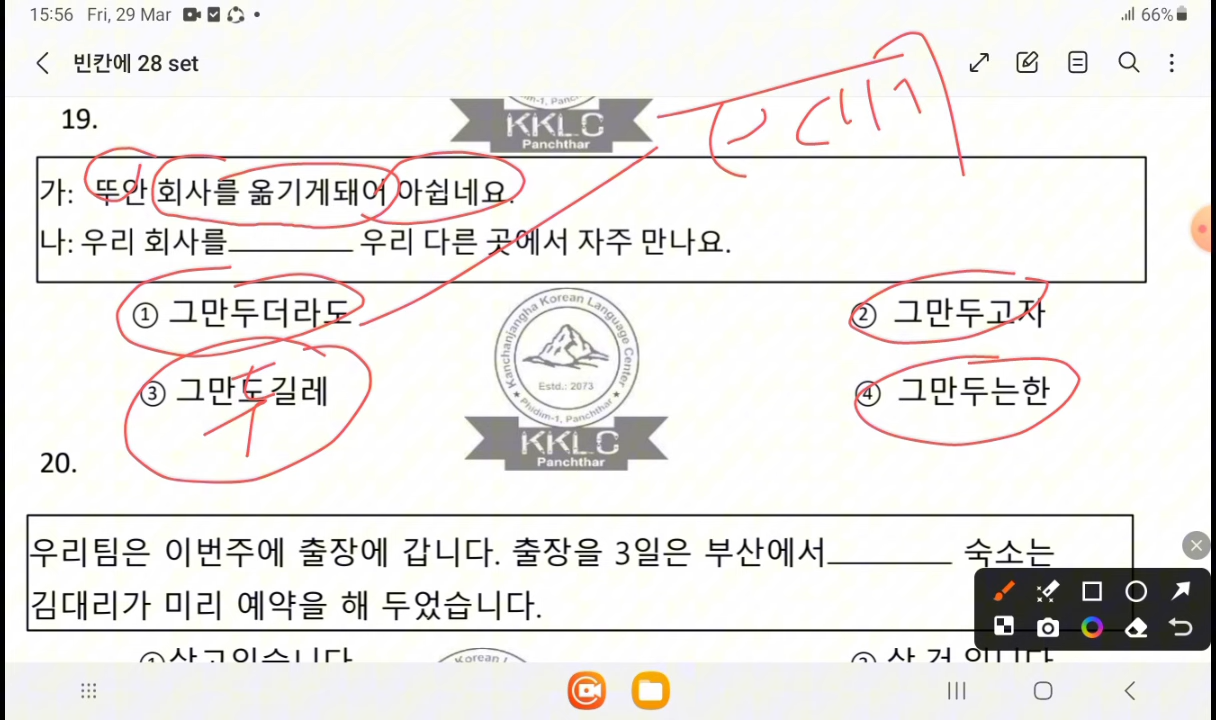 15:56 Fri, 29 Mar
66%
빈칸에 28 set
19.
KKLC
Panchthar
가: 뚜안 회사를 옮기게돼어 아쉽네요.
나: 우리 회사를__________ 우리 다른 곳에서 자주 만나요.
① 그만두더라도
② 그만두고자
③ 그만도길레
④ 그만두는한
Kanchanjangha Korean Language Center
Estd.: 2073
Phidim-1, Panchthar
KKLC
Panchthar
20.
우리팀은 이번주에 출장에 갑니다. 출장을 3일은 부산에서__________ 숙소는
김대리가 미리 예약을 해 두었습니다.